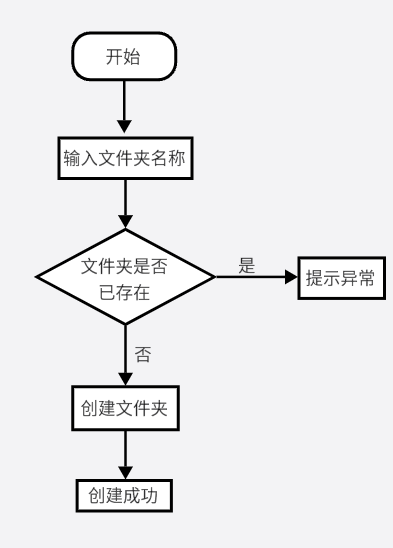 开始
输入文件夹名称
文件夹是否
已存在
是
提示异常
否
创建文件夹
创建成功